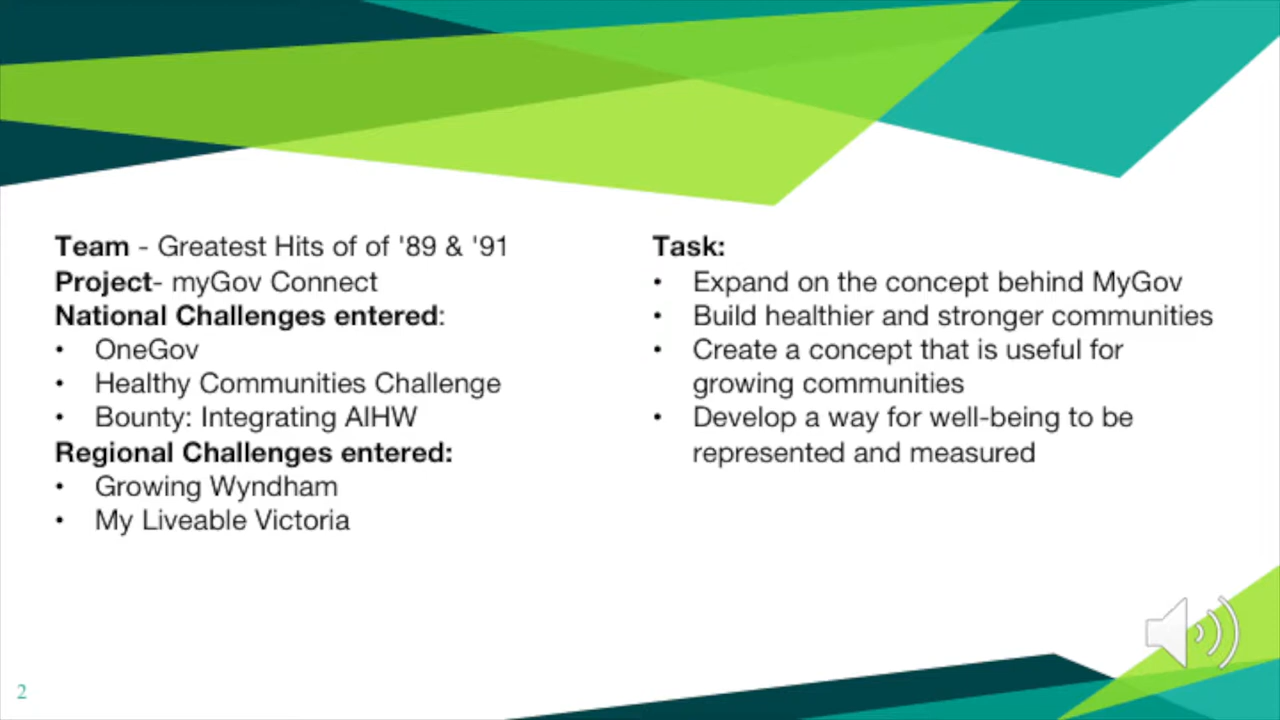 Team - Greatest Hits of of '89 & '91
Project- myGov Connect
National Challenges entered:
• OneGov
• Healthy Communities Challenge
• Bounty: Integrating AIHW
Regional Challenges entered:
• Growing Wyndham
• My Liveable Victoria
Task:
• Expand on the concept behind MyGov
• Build healthier and stronger communities
• Create a concept that is useful for
growing communities
• Develop a way for well-being to be
represented and measured
2